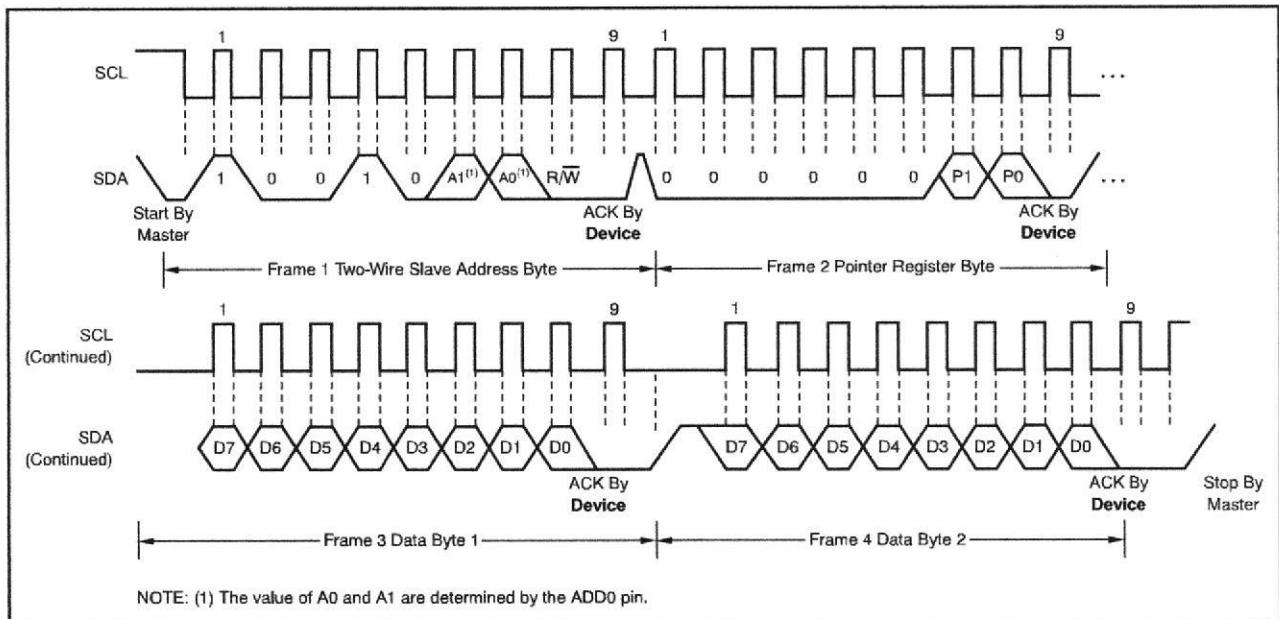 1 9 1 9
SCL ...
SDA 1 0 0 1 0 A1(1) A0(1) R/W̅ 0 0 0 0 0 0 P1 P0 ...
Start By Master
ACK By Device
ACK By Device
Frame 1 Two-Wire Slave Address Byte
Frame 2 Pointer Register Byte
1 9 1 9
SCL (Continued)
SDA (Continued) D7 D6 D5 D4 D3 D2 D1 D0 D7 D6 D5 D4 D3 D2 D1 D0
ACK By Device
ACK By Device
Stop By Master
Frame 3 Data Byte 1
Frame 4 Data Byte 2
NOTE: (1) The value of A0 and A1 are determined by the ADD0 pin.